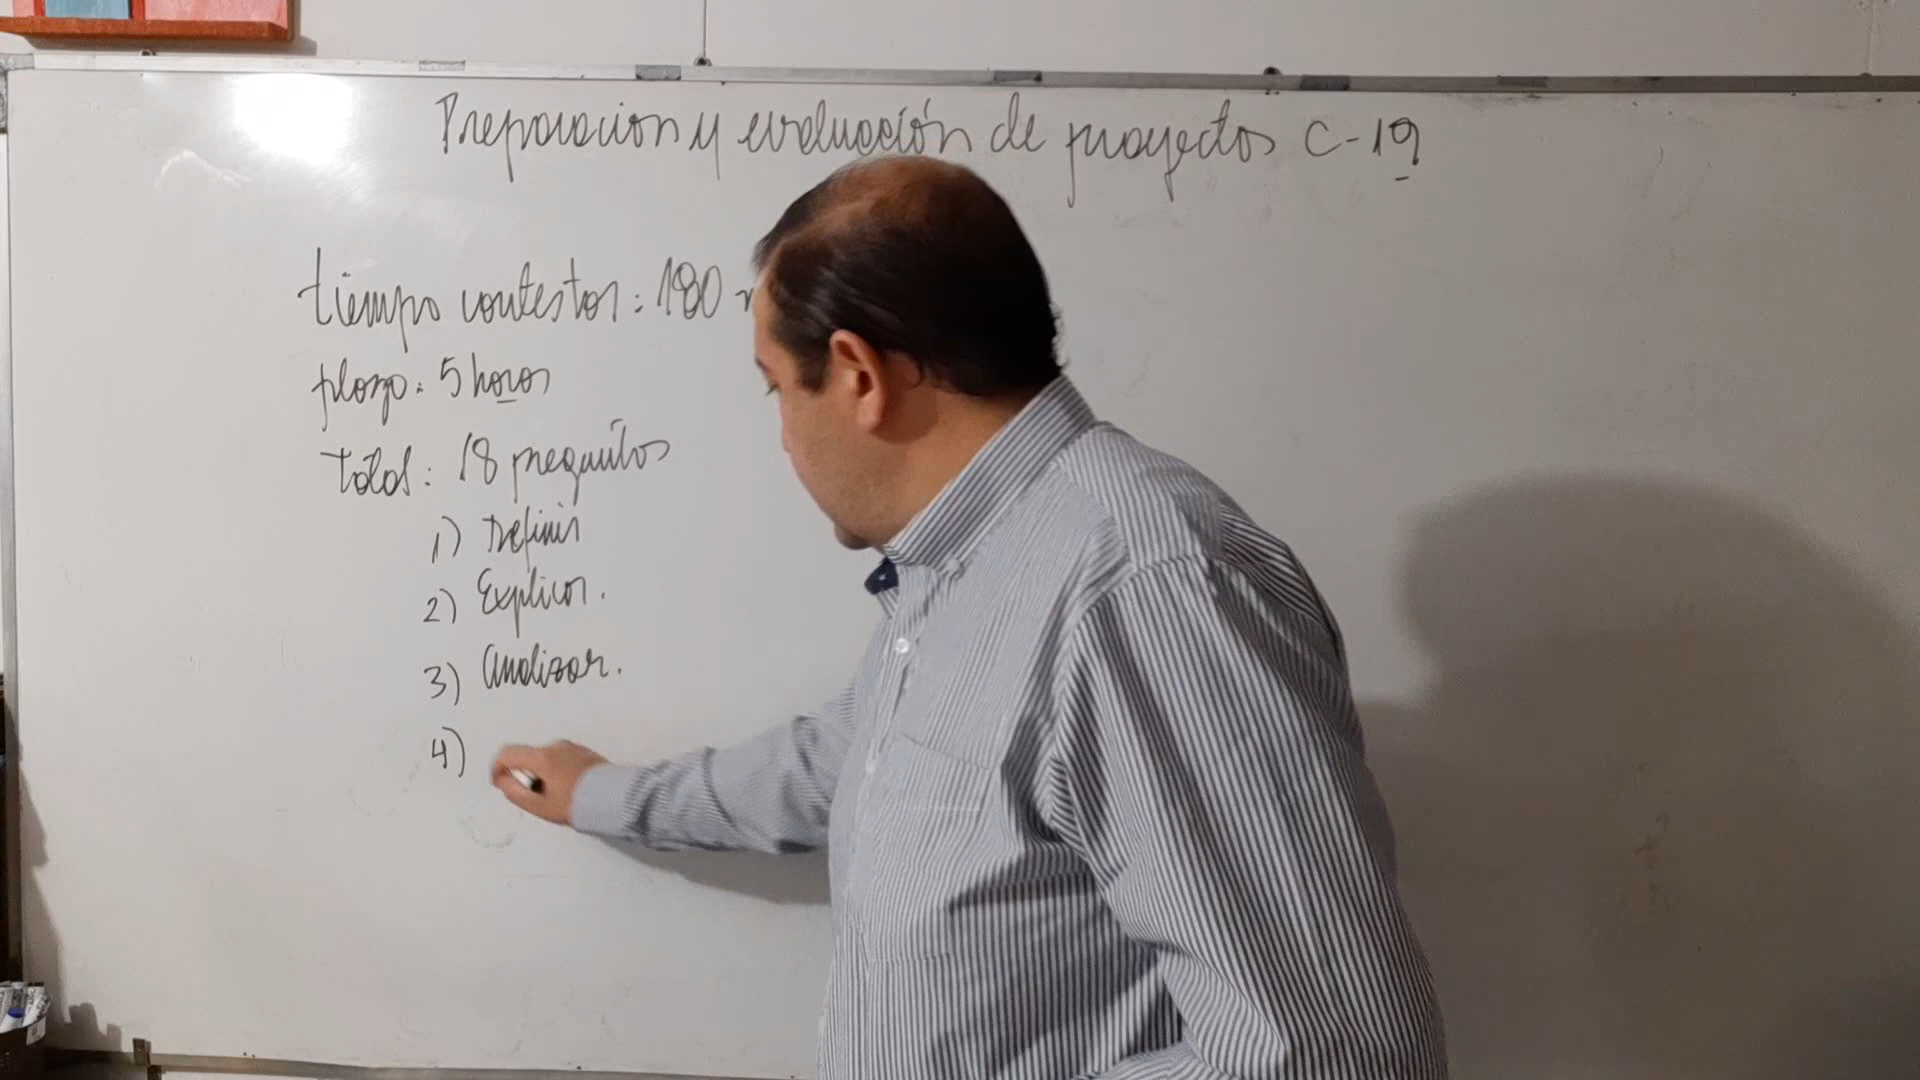 Preparacion y evaluación de proyectos C-19
tiempo contestar: 180
plazo: 5 horas
total: 18 preguntas
1) Definir
2) Explicar.
3) Analizar.
4)